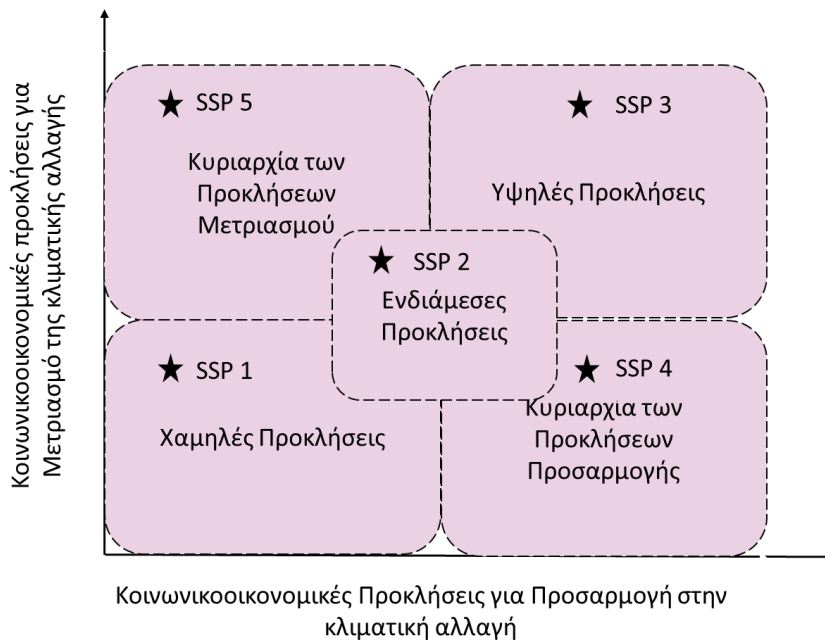 Κοινωνικοοικονομικές προκλήσεις για
Μετριασμό της κλιματικής αλλαγής
SSP 5
Κυριαρχία των
Προκλήσεων
Μετριασμού
SSP 3
Υψηλές Προκλήσεις
SSP 2
Ενδιάμεσες
Προκλήσεις
SSP 1
Χαμηλές Προκλήσεις
SSP 4
Κυριαρχία των
Προκλήσεων
Προσαρμογής
Κοινωνικοοικονομικές Προκλήσεις για Προσαρμογή στην
κλιματική αλλαγή